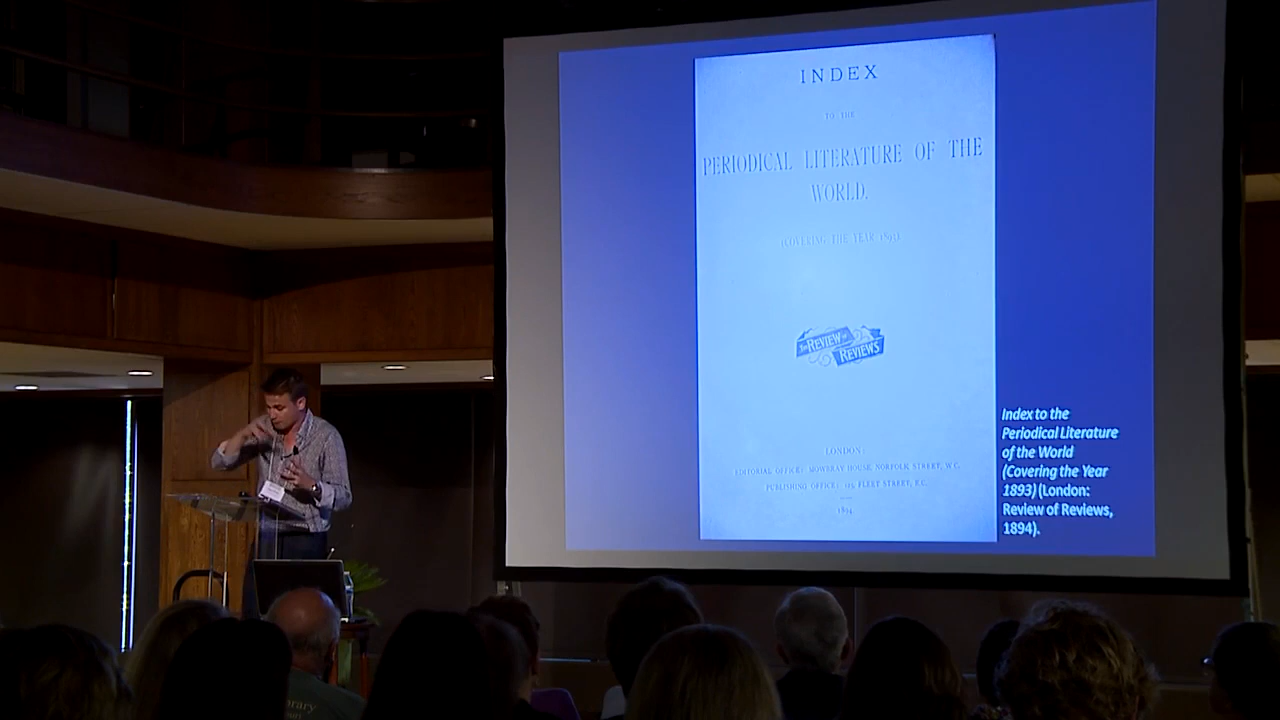 INDEX
TO THE
PERIODICAL LITERATURE OF THE
WORLD.
(COVERING THE YEAR 1893)
THE REVIEW OF
REVIEWS
LONDON:
EDITORIAL OFFICE: MOWBRAY HOUSE, NORFOLK STREET, W.C.
PUBLISHING OFFICE: 125, FLEET STREET, E.C.
1894
Index to the
Periodical Literature
of the World
(Covering the Year
1893) (London:
Review of Reviews,
1894).